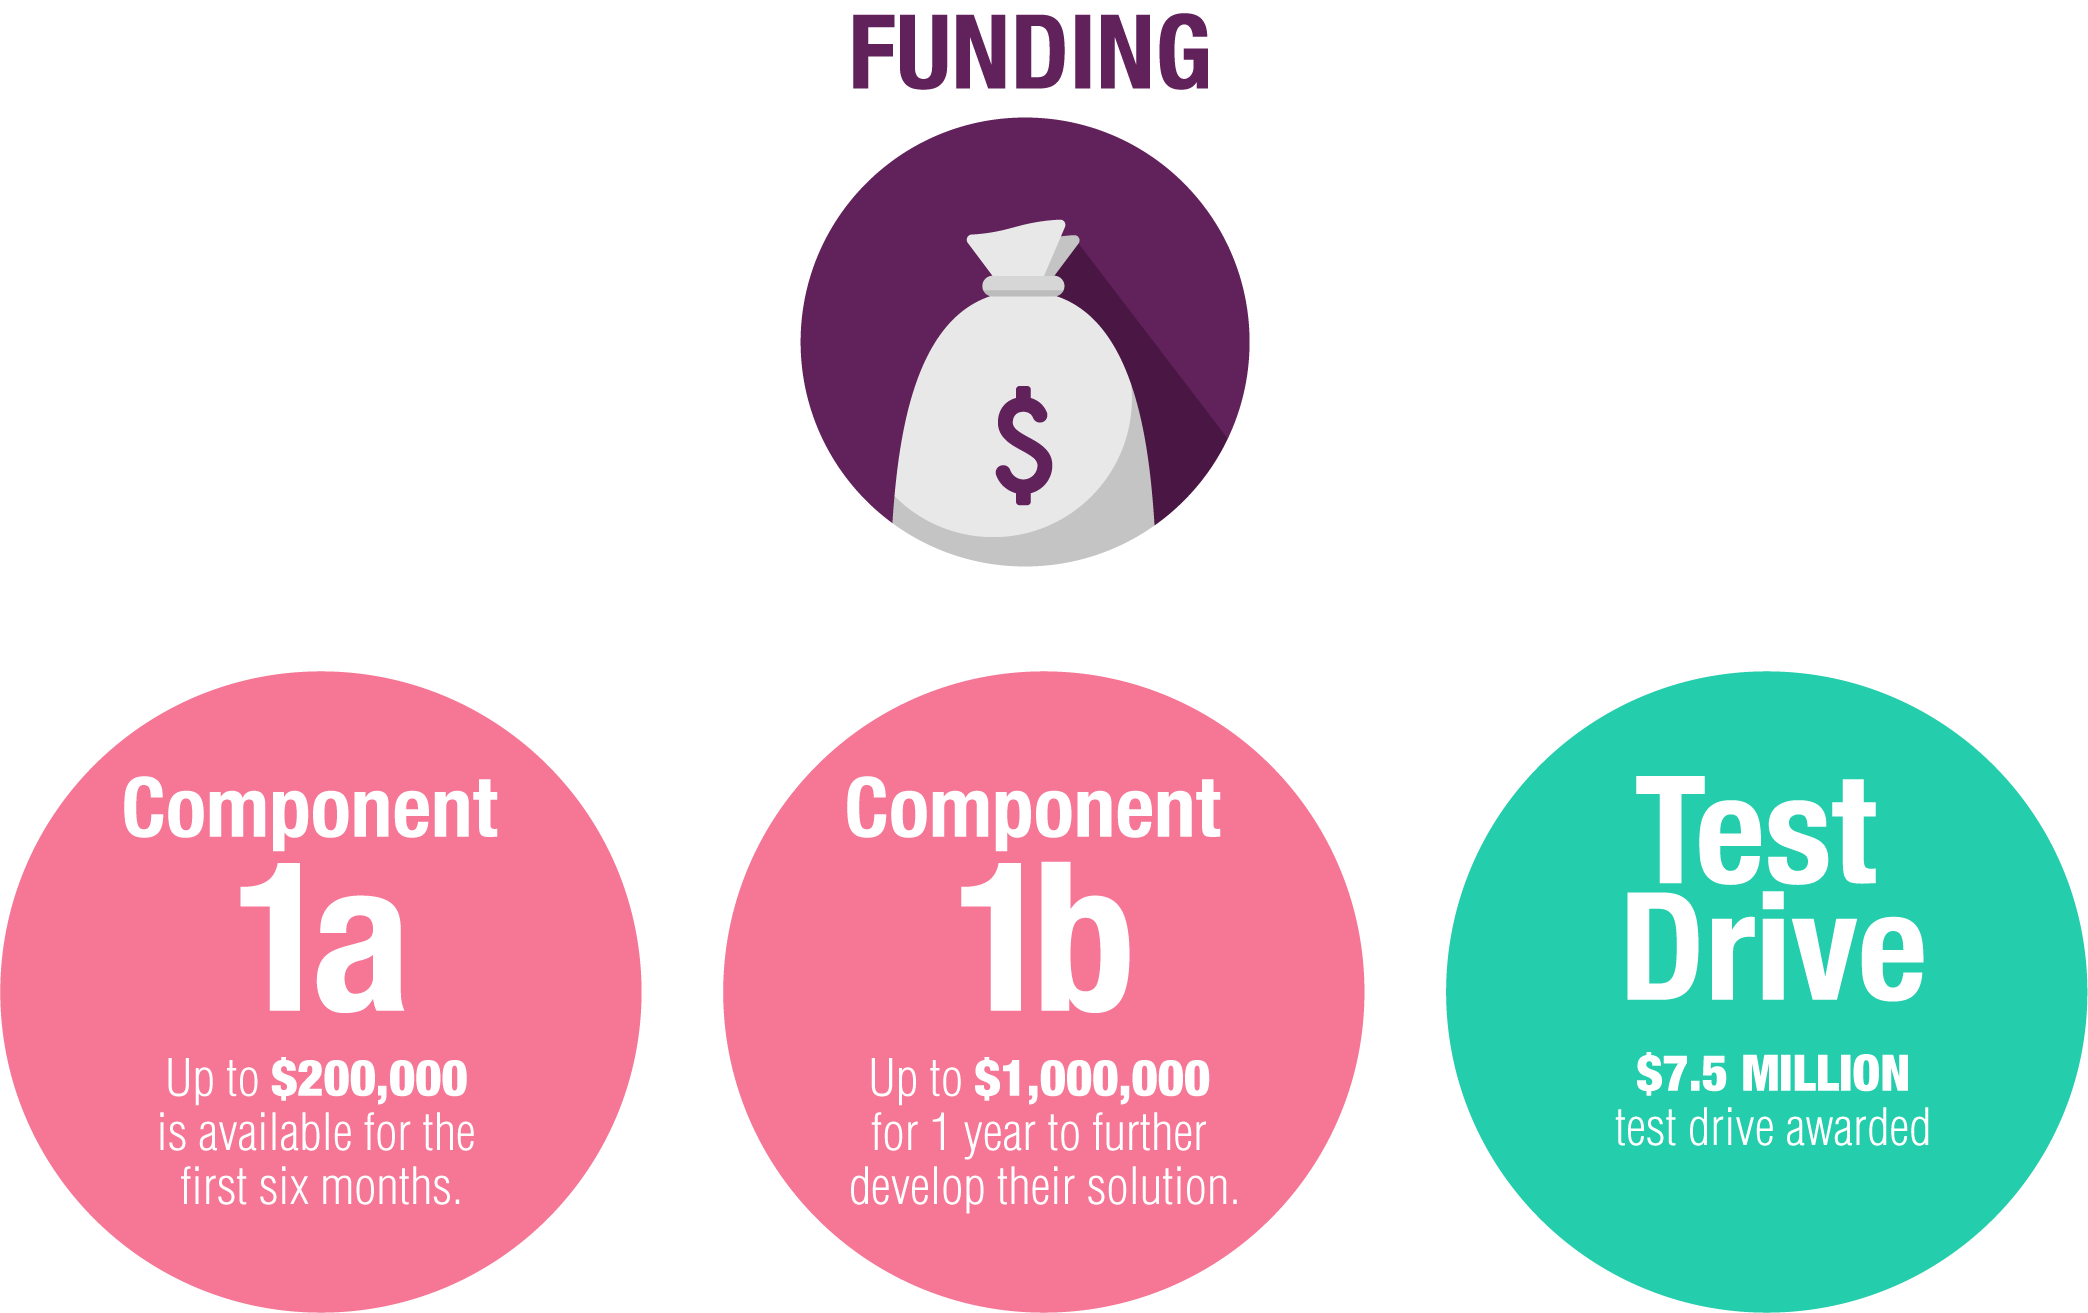 FUNDING
$
Component
1a
Up to $200,000
is available for the
first six months.
Component
1b
Up to $1,000,000
for 1 year to further
develop their solution.
Test
Drive
$7.5 MILLION
test drive awarded